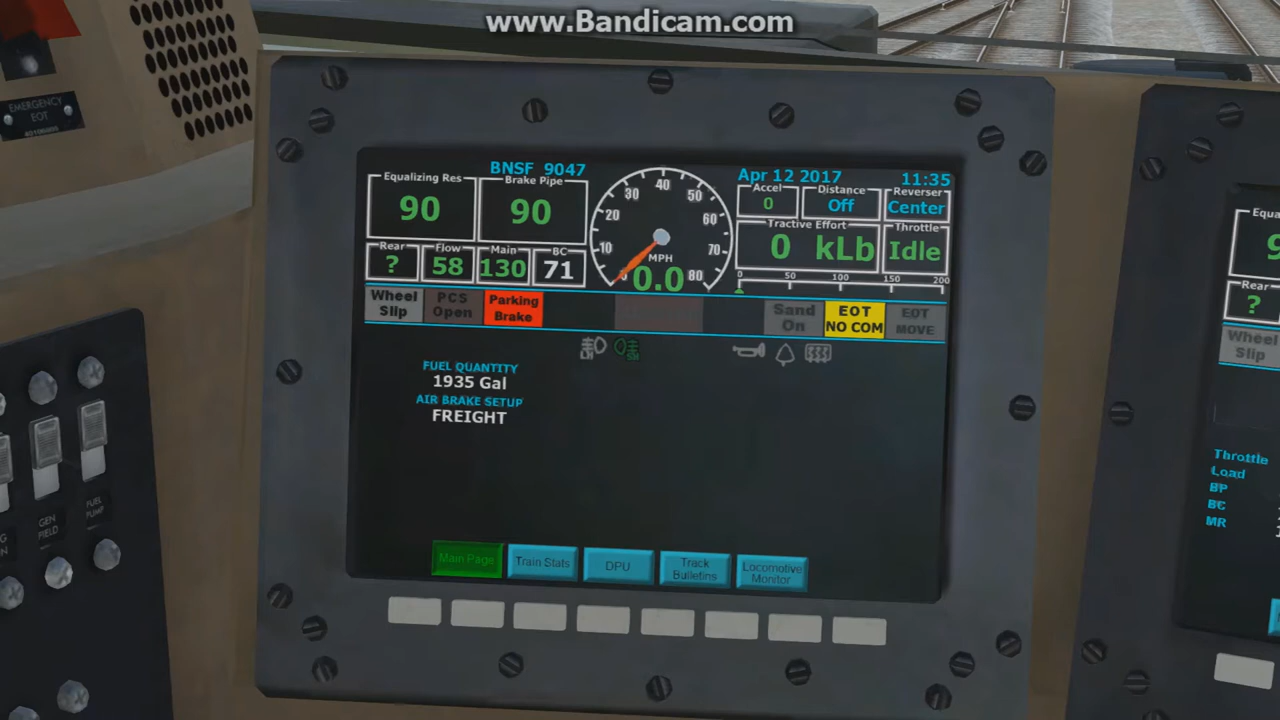 www.Bandicam.com
EMERGENCY
EOT
BNSF 9047
Apr 12 2017
11:35
Equalizing Res
90
Brake Pipe
90
Rear
?
Flow
58
Main
130
BC
71
0 10 20 30 40 50 60 70 80
MPH
0.0
Accel
0
Distance
Off
Reverser
Center
Tractive Effort
0 kLb
Throttle
Idle
0 50 100 150 200
Wheel
Slip
PCS
Open
Parking
Brake
Sand
On
EOT
NO COM
EOT
MOVE
FUEL QUANTITY
1935 Gal
AIR BRAKE SETUP
FREIGHT
Main Page
Train Stats
DPU
Track
Bulletins
Locomotive
Monitor
GEN
FIELD
FUEL
PUMP
Rear
?
Wheel
Slip
Throttle
Load
BP
BC
MR